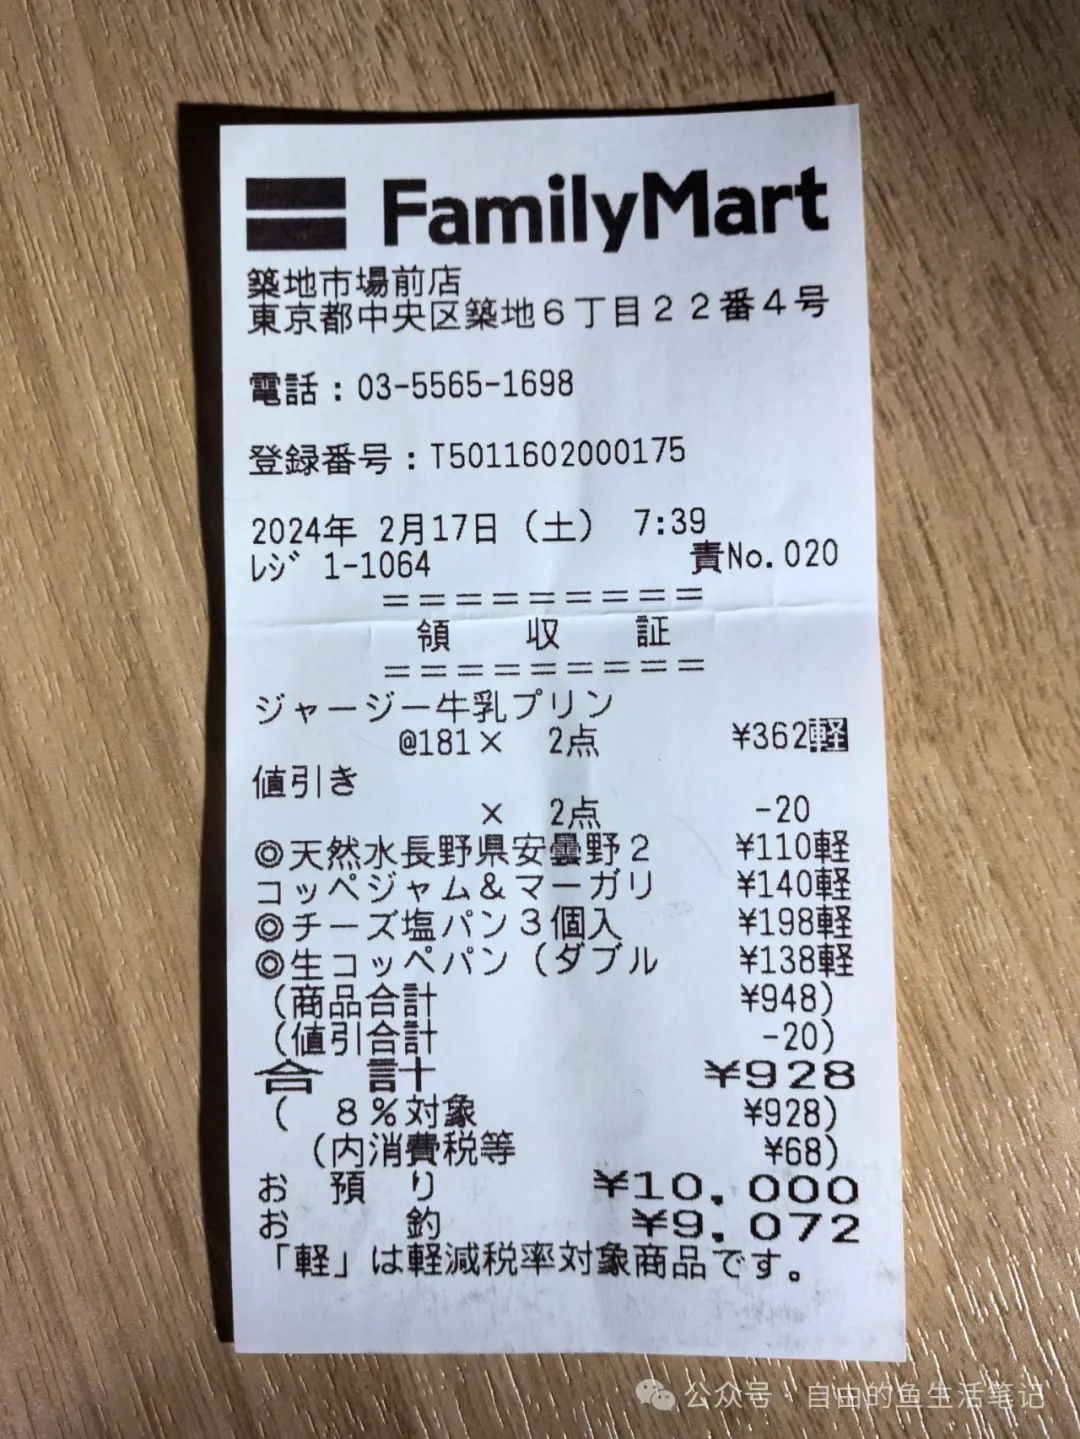 FamilyMart
築地市場前店
東京都中央区築地6丁目22番4号
電話：03-5565-1698
登録番号：T5011602000175
2024年 2月17日（土） 7:39
ﾚｼﾞ 1-1064 責No.020
=========
領 収 証
=========
ジャージー牛乳プリン
@181× 2点 ¥362軽
値引き
× 2点 -20
◎天然水長野県安曇野2 ¥110軽
コッペジャム＆マーガリ ¥140軽
◎チーズ塩パン3個入 ¥198軽
◎生コッペパン（ダブル ¥138軽
（商品合計 ¥948）
（値引合計 -20）
合 計 ¥928
（ 8％対象 ¥928）
（内消費税等 ¥68）
お 預 り ¥10,000
お 釣 ¥9,072
「軽」は軽減税率対象商品です。
公众号·自由的鱼生活笔记